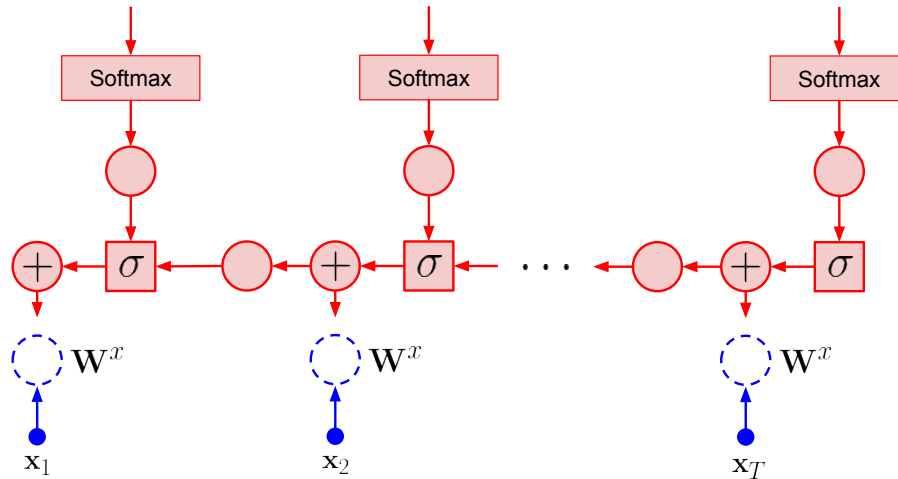 Softmax Softmax Softmax
+ σ + σ ··· + σ
W^x W^x W^x
x_1 x_2 x_T